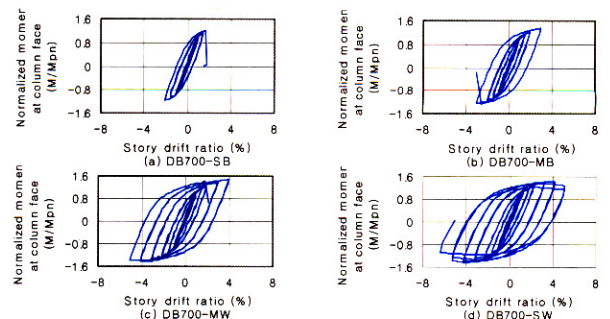 Normalized momer
at column face
(M/Mpn)
1.6
0.8
0
-0.8
-1.6
-8 -4 0 4 8
Story drift ratio (%)
(a) DB700-SB
Normalized momer
at column face
(M/Mpn)
1.6
0.8
0
-0.8
-1.6
-8 -4 0 4 8
Story drift ratio (%)
(b) DB700-MB
Normalized momer
at column face
(M/Mpn)
1.6
0.8
0
-0.8
-1.6
-8 -4 0 4 8
Story drift ratio (%)
(c) DB700-MW
Normalized momer
at column face
(M/Mpn)
1.6
0.8
0
-0.8
-1.6
-8 -4 0 4 8
Story drift ratio (%)
(d) DB700-SW